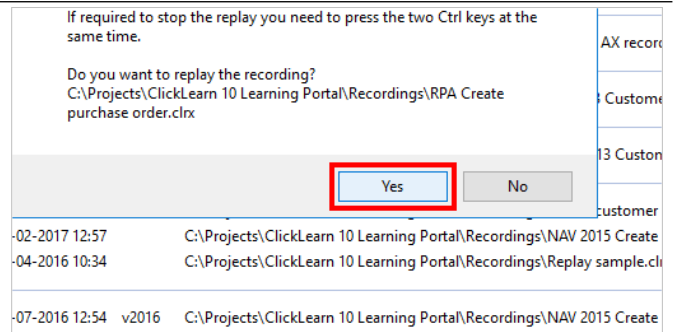 If required to stop the replay you need to press the two Ctrl keys at the
same time.
AX record
Do you want to replay the recording?
C:\Projects\ClickLearn 10 Learning Portal\Recordings\RPA Create
Custome
purchase order.clrx
13 Custon
Yes
No
customer
-02-2017 12:57 C:\Projects\ClickLearn 10 Learning Portal\Recordings\NAV 2015 Create
-04-2016 10:34 C:\Projects\ClickLearn 10 Learning Portal\Recordings\Replay sample.cl
-07-2016 12:54 v2016 C:\Projects\ClickLearn 10 Learning Portal\Recordings\NAV 2015 Create